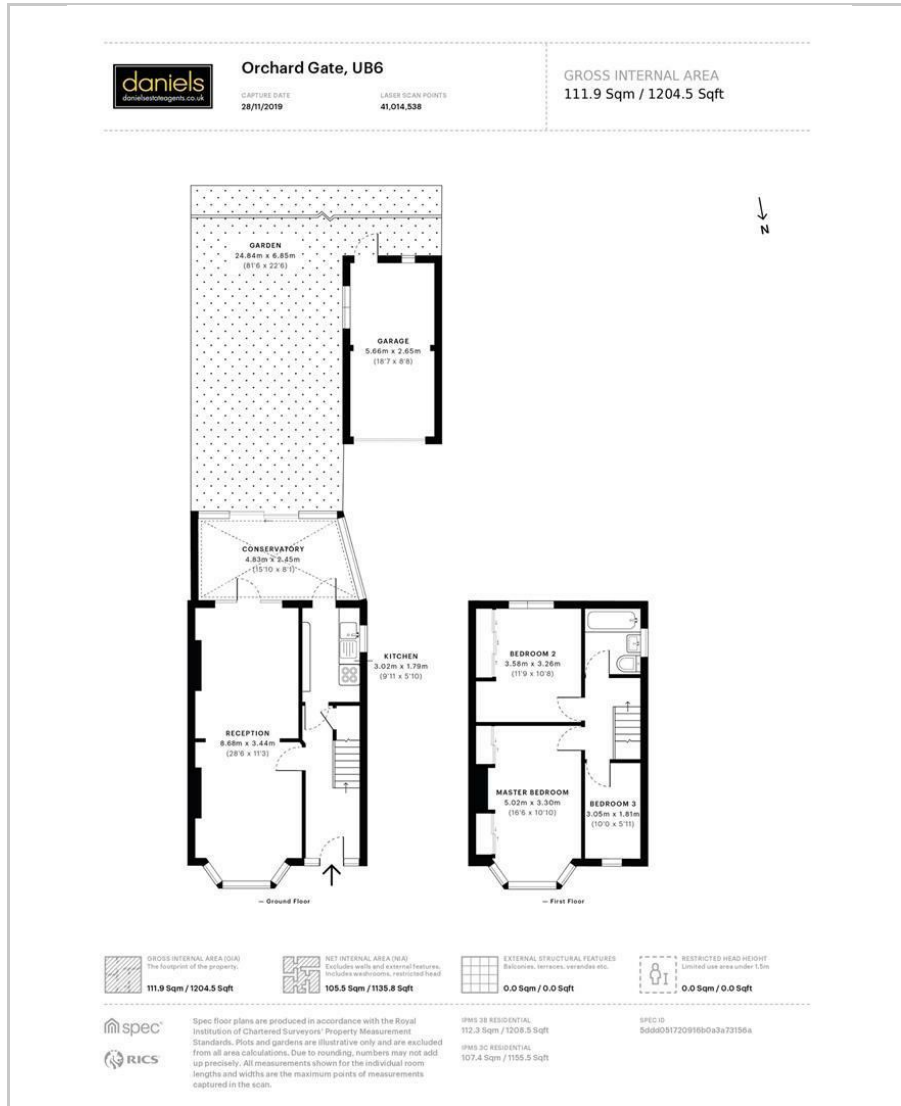 daniels
danielsestateagents.co.uk
Orchard Gate, UB6
CAPTURE DATE
28/11/2019
LASER SCAN POINTS
41,014,538
GROSS INTERNAL AREA
111.9 Sqm / 1204.5 Sqft
N
GARDEN
24.84m x 6.85m
(81'6 x 22'6)
GARAGE
5.66m x 2.65m
(18'7 x 8'8)
CONSERVATORY
4.83m x 2.45m
(15'10 x 8'1)
KITCHEN
3.02m x 1.79m
(9'11 x 5'10)
RECEPTION
8.68m x 3.44m
(28'6 x 11'3)
— Ground Floor
BEDROOM 2
3.58m x 3.26m
(11'9 x 10'8)
MASTER BEDROOM
5.02m x 3.30m
(16'6 x 10'10)
BEDROOM 3
3.05m x 1.81m
(10'0 x 5'11)
— First Floor
GROSS INTERNAL AREA (GIA)
The footprint of the property.
111.9 Sqm / 1204.5 Sqft
NET INTERNAL AREA (NIA)
Excludes walls and external features.
Includes washrooms, restricted head
105.5 Sqm / 1135.8 Sqft
EXTERNAL STRUCTURAL FEATURES
Balconies, terraces, verandas etc.
0.0 Sqm / 0.0 Sqft
RESTRICTED HEAD HEIGHT
Limited use area under 1.5m
0.0 Sqm / 0.0 Sqft
spec
RICS
Spec floor plans are produced in accordance with the Royal
Institution of Chartered Surveyors' Property Measurement
Standards. Plots and gardens are illustrative only and are excluded
from all area calculations. Due to rounding, numbers may not add
up precisely. All measurements shown for the individual room
lengths and widths are the maximum points of measurements
captured in the scan.
IPMS 3B RESIDENTIAL
112.3 Sqm / 1208.5 Sqft
IPMS 3C RESIDENTIAL
107.4 Sqm / 1155.5 Sqft
SPEC ID
5ddd051720916b0a3a73156a